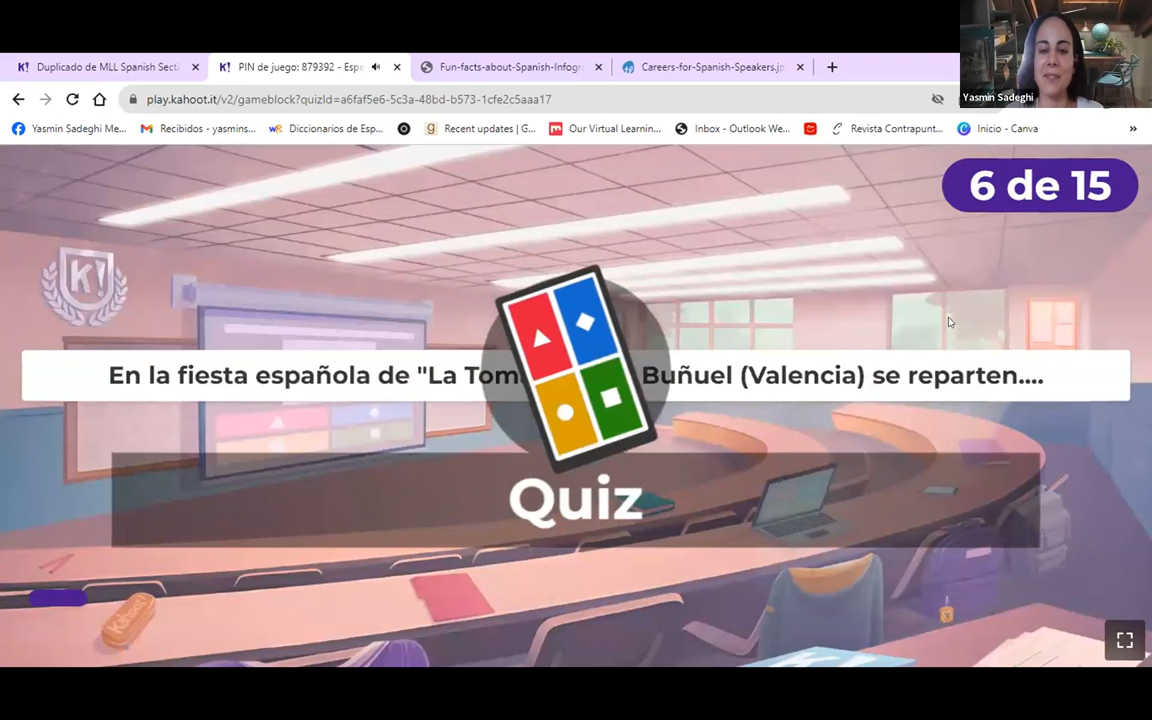 Duplicado de MLL Spanish Secti
PIN de juego: 879392 - Espe
Fun-facts-about-Spanish-Infogr
Careers-for-Spanish-Speakers.jp
play.kahoot.it/v2/gameblock?quizId=a6faf5e6-5c3a-48bd-b573-1cfe2c5aaa17
Yasmin Sadeghi
Yasmin Sadeghi Me...
Recibidos - yasmins...
Diccionarios de Esp...
Recent updates | G...
Our Virtual Learnin...
Inbox - Outlook We...
Revista Contrapunt...
Inicio - Canva
6 de 15
K!
En la fiesta española de "La Tom Buñuel (Valencia) se reparten....
Quiz
Kahoot!